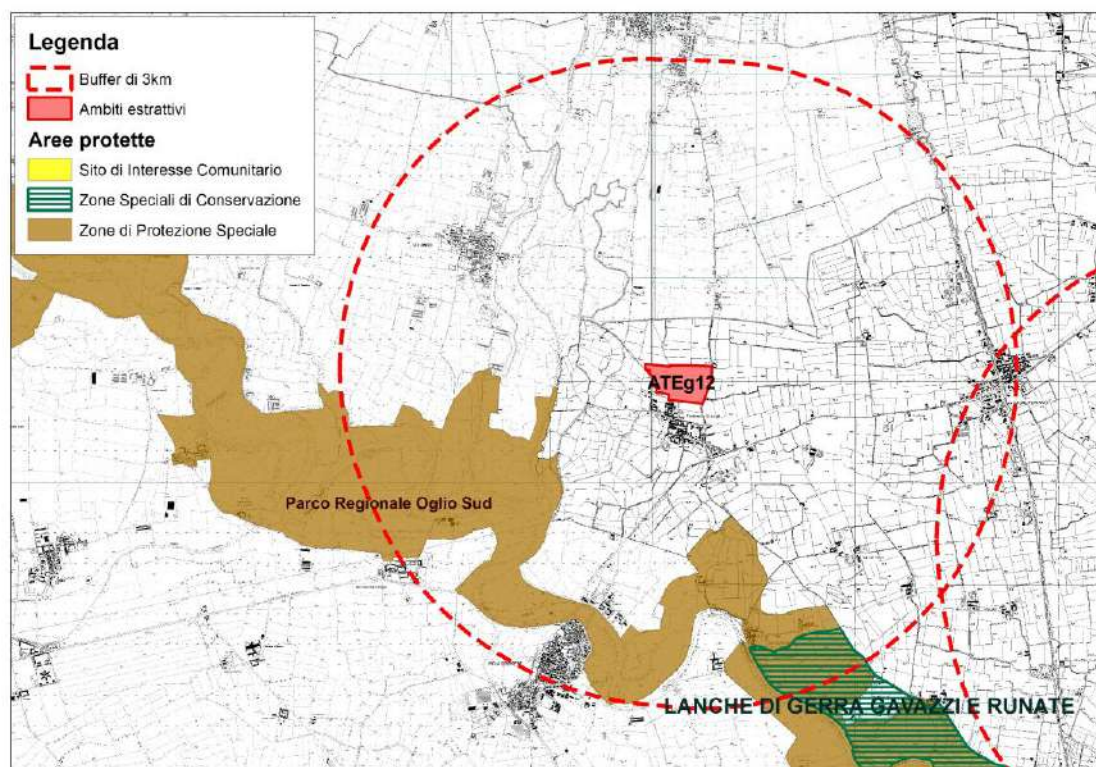 Legenda
Buffer di 3km
Ambiti estrattivi
Aree protette
Sito di Interesse Comunitario
Zone Speciali di Conservazione
Zone di Protezione Speciale
ATEg12
Parco Regionale Oglio Sud
LANCHE DI GERRA GAVAZZI E RUNATE